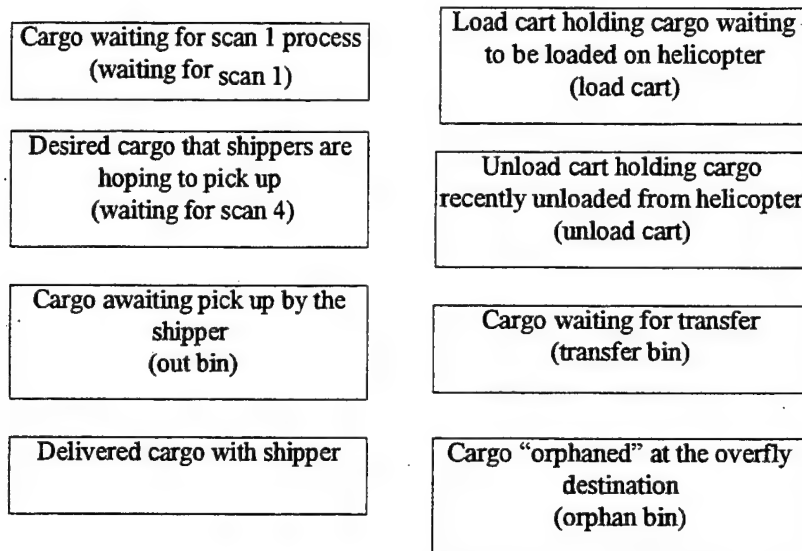 Cargo waiting for scan 1 process
(waiting for scan 1)
Desired cargo that shippers are
hoping to pick up
(waiting for scan 4)
Cargo awaiting pick up by the
shipper
(out bin)
Delivered cargo with shipper
Load cart holding cargo waiting
to be loaded on helicopter
(load cart)
Unload cart holding cargo
recently unloaded from helicopter
(unload cart)
Cargo waiting for transfer
(transfer bin)
Cargo “orphaned” at the overfly
destination
(orphan bin)